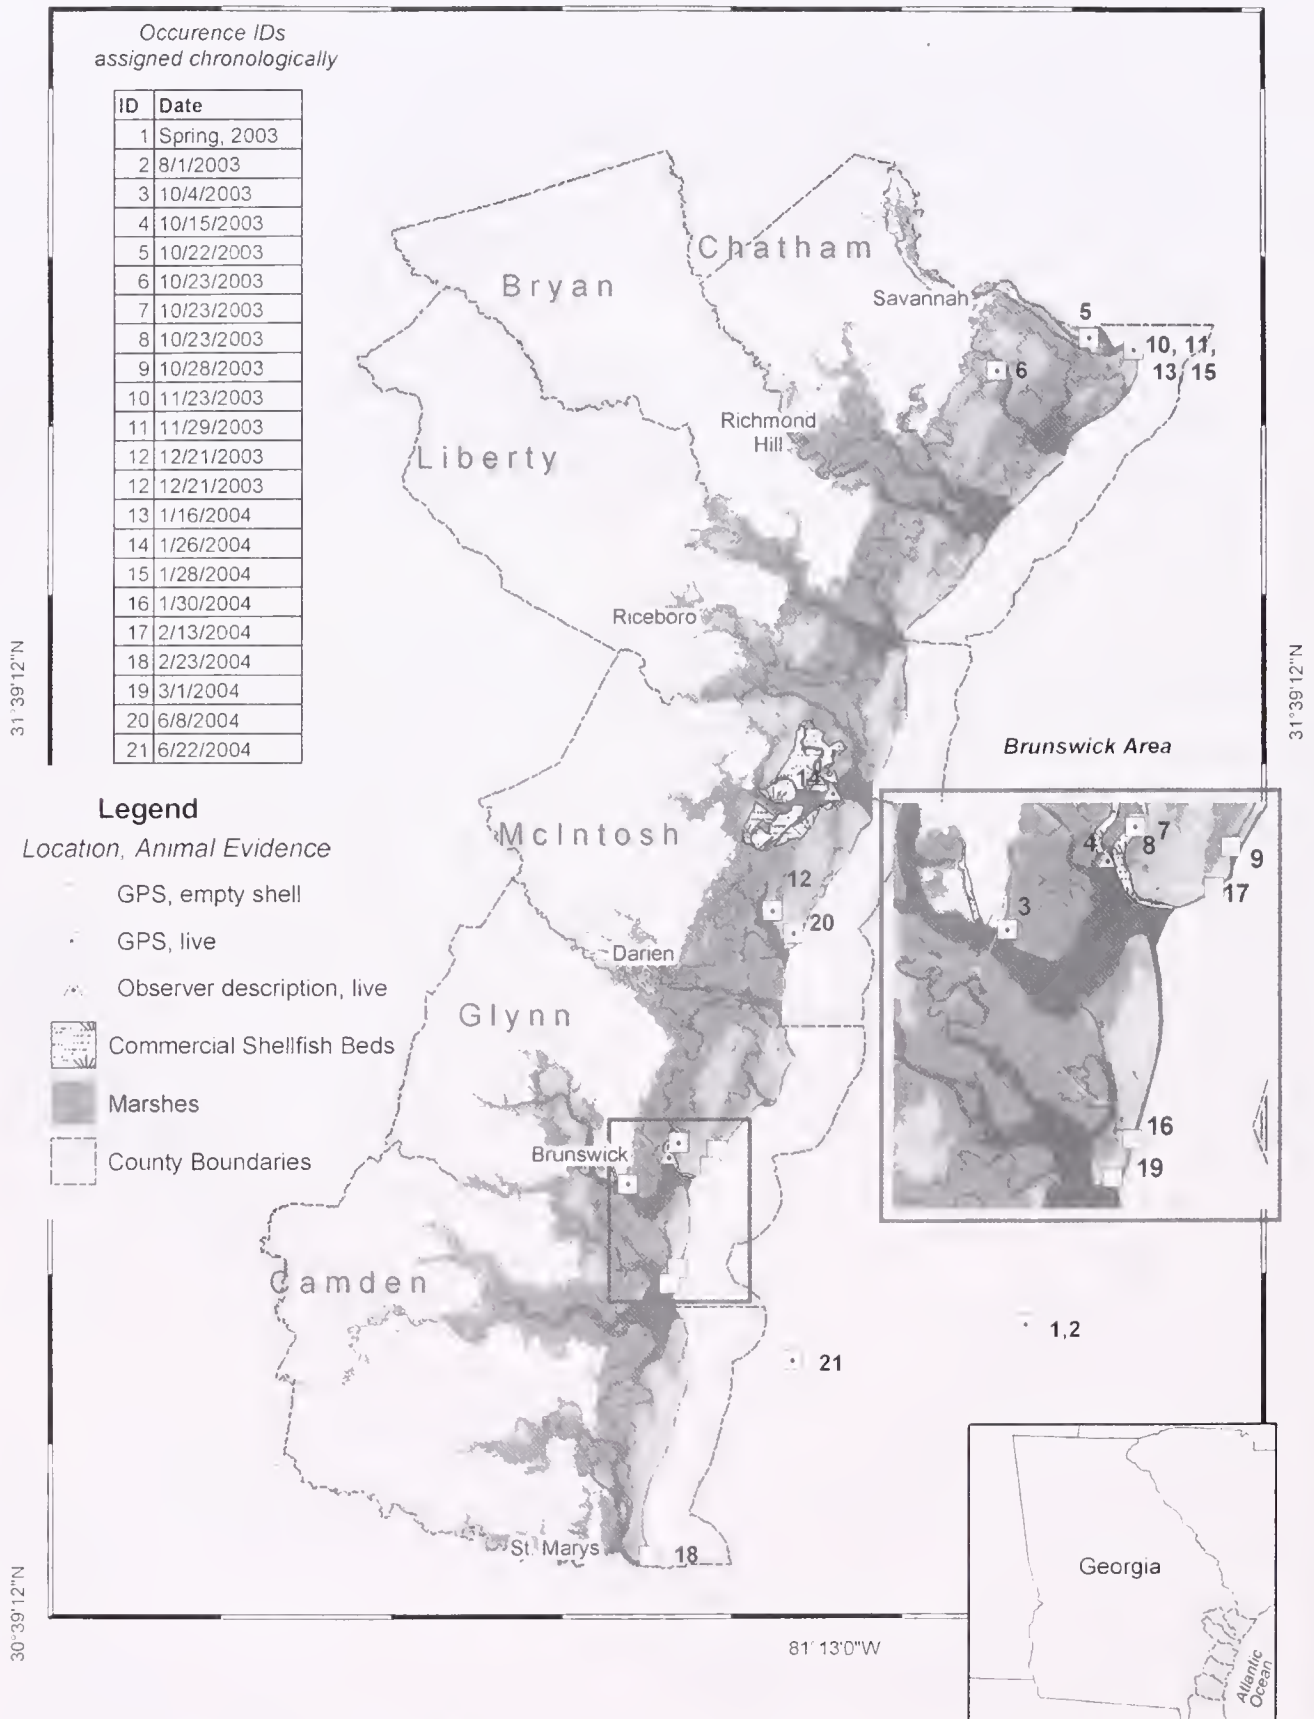 Occurence IDs
assigned chronologically
ID Date
1 Spring, 2003
2 8/1/2003
3 10/4/2003
4 10/15/2003
5 10/22/2003
6 10/23/2003
7 10/23/2003
8 10/23/2003
9 10/28/2003
10 11/23/2003
11 11/29/2003
12 12/21/2003
12 12/21/2003
13 1/16/2004
14 1/26/2004
15 1/28/2004
16 1/30/2004
17 2/13/2004
18 2/23/2004
19 3/1/2004
20 6/8/2004
21 6/22/2004
Legend
Location, Animal Evidence
GPS, empty shell
GPS, live
Observer description, live
Commercial Shellfish Beds
Marshes
County Boundaries
Chatham
Bryan
Savannah
5
10, 11,
13, 15
6
Richmond
Hill
Liberty
Riceboro
14
McIntosh
12
20
Darien
Glynn
Brunswick
Camden
21
1,2
St. Marys
18
Brunswick Area
7
4
8
9
17
3
16
19
Georgia
Atlantic
Ocean
31°39'12"N
31°39'12"N
30°39'12"N
81°13'0"W